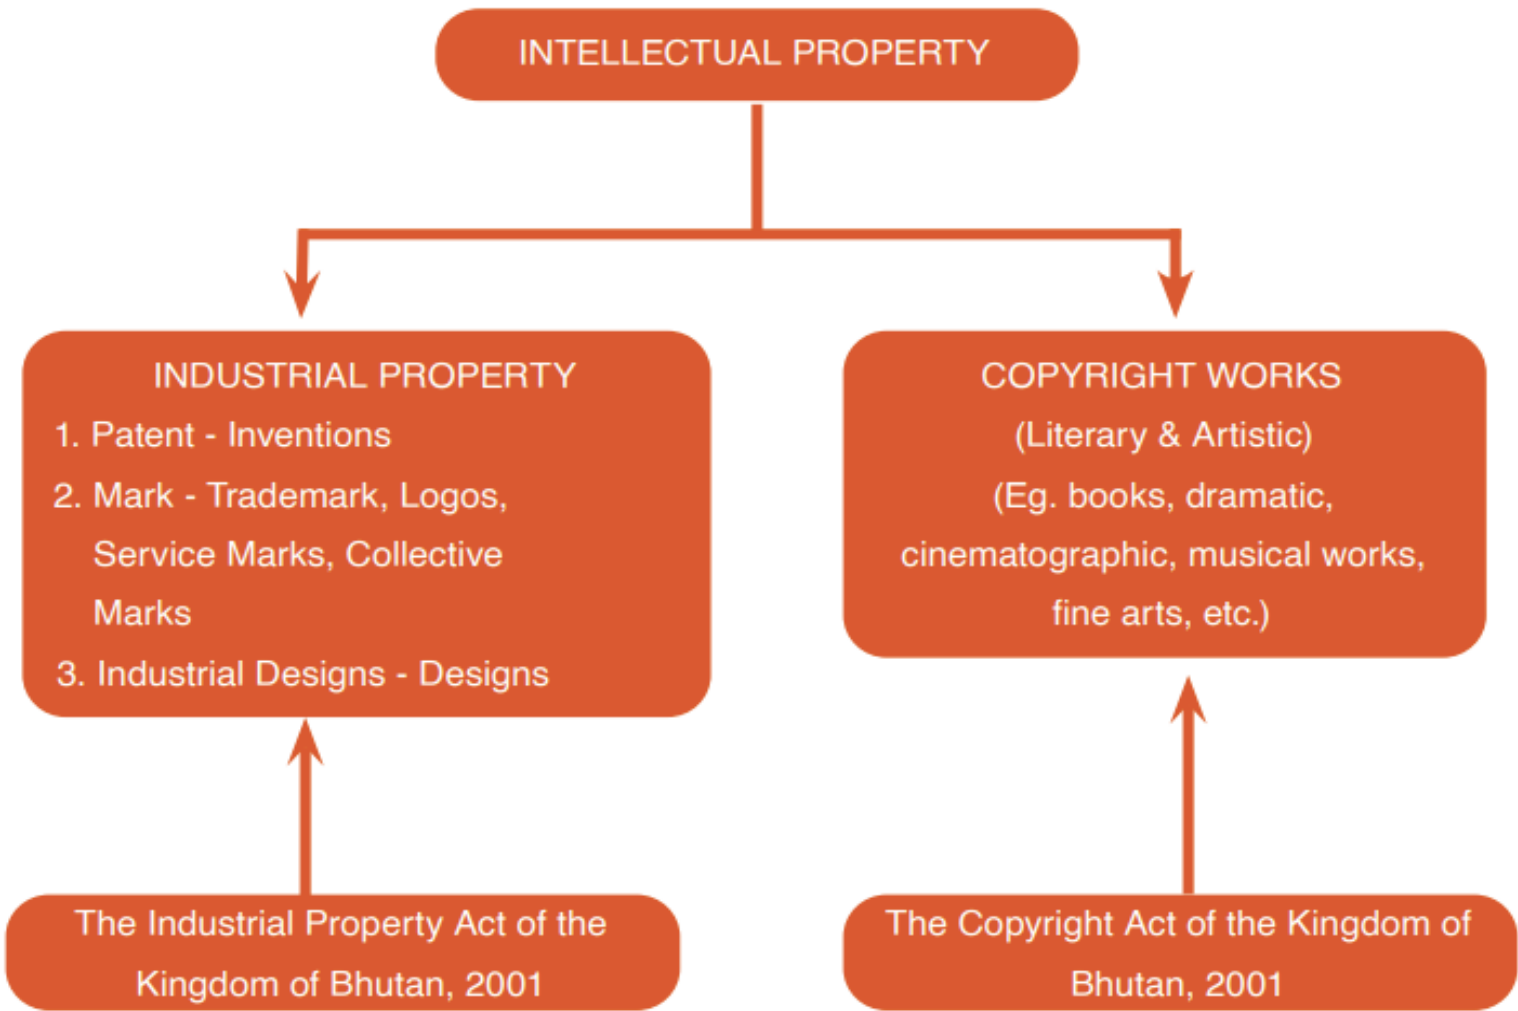 INTELLECTUAL PROPERTY
INDUSTRIAL PROPERTY
1. Patent - Inventions
2. Mark - Trademark, Logos,
Service Marks, Collective
Marks
3. Industrial Designs - Designs
COPYRIGHT WORKS
(Literary & Artistic)
(Eg. books, dramatic,
cinematographic, musical works,
fine arts, etc.)
The Industrial Property Act of the
Kingdom of Bhutan, 2001
The Copyright Act of the Kingdom of
Bhutan, 2001